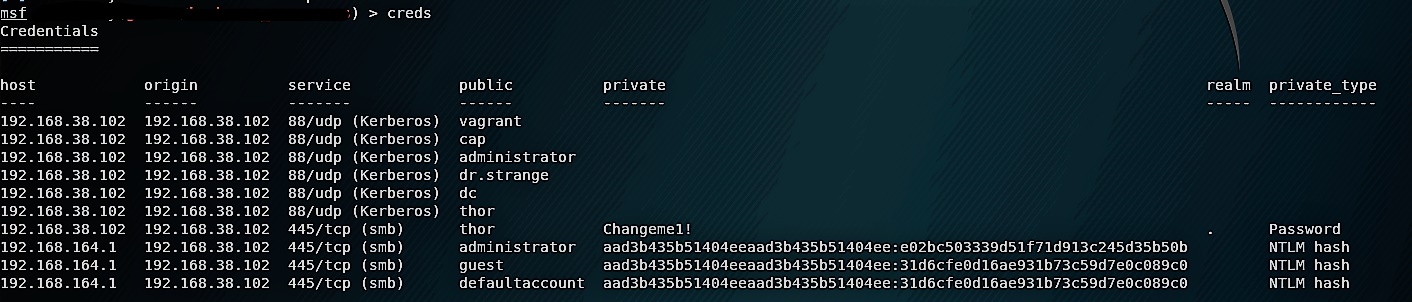 msf ) > creds
Credentials
===========
host origin service public private realm private_type
---- ------ ------- ------ ------- ----- ------------
192.168.38.102 192.168.38.102 88/udp (Kerberos) vagrant
192.168.38.102 192.168.38.102 88/udp (Kerberos) cap
192.168.38.102 192.168.38.102 88/udp (Kerberos) administrator
192.168.38.102 192.168.38.102 88/udp (Kerberos) dr.strange
192.168.38.102 192.168.38.102 88/udp (Kerberos) dc
192.168.38.102 192.168.38.102 88/udp (Kerberos) thor
192.168.38.102 192.168.38.102 445/tcp (smb) thor Changeme1! . Password
192.168.164.1 192.168.38.102 445/tcp (smb) administrator aad3b435b51404eeaad3b435b51404ee:e02bc503339d51f71d913c245d35b50b NTLM hash
192.168.164.1 192.168.38.102 445/tcp (smb) guest aad3b435b51404eeaad3b435b51404ee:31d6cfe0d16ae931b73c59d7e0c089c0 NTLM hash
192.168.164.1 192.168.38.102 445/tcp (smb) defaultaccount aad3b435b51404eeaad3b435b51404ee:31d6cfe0d16ae931b73c59d7e0c089c0 NTLM hash